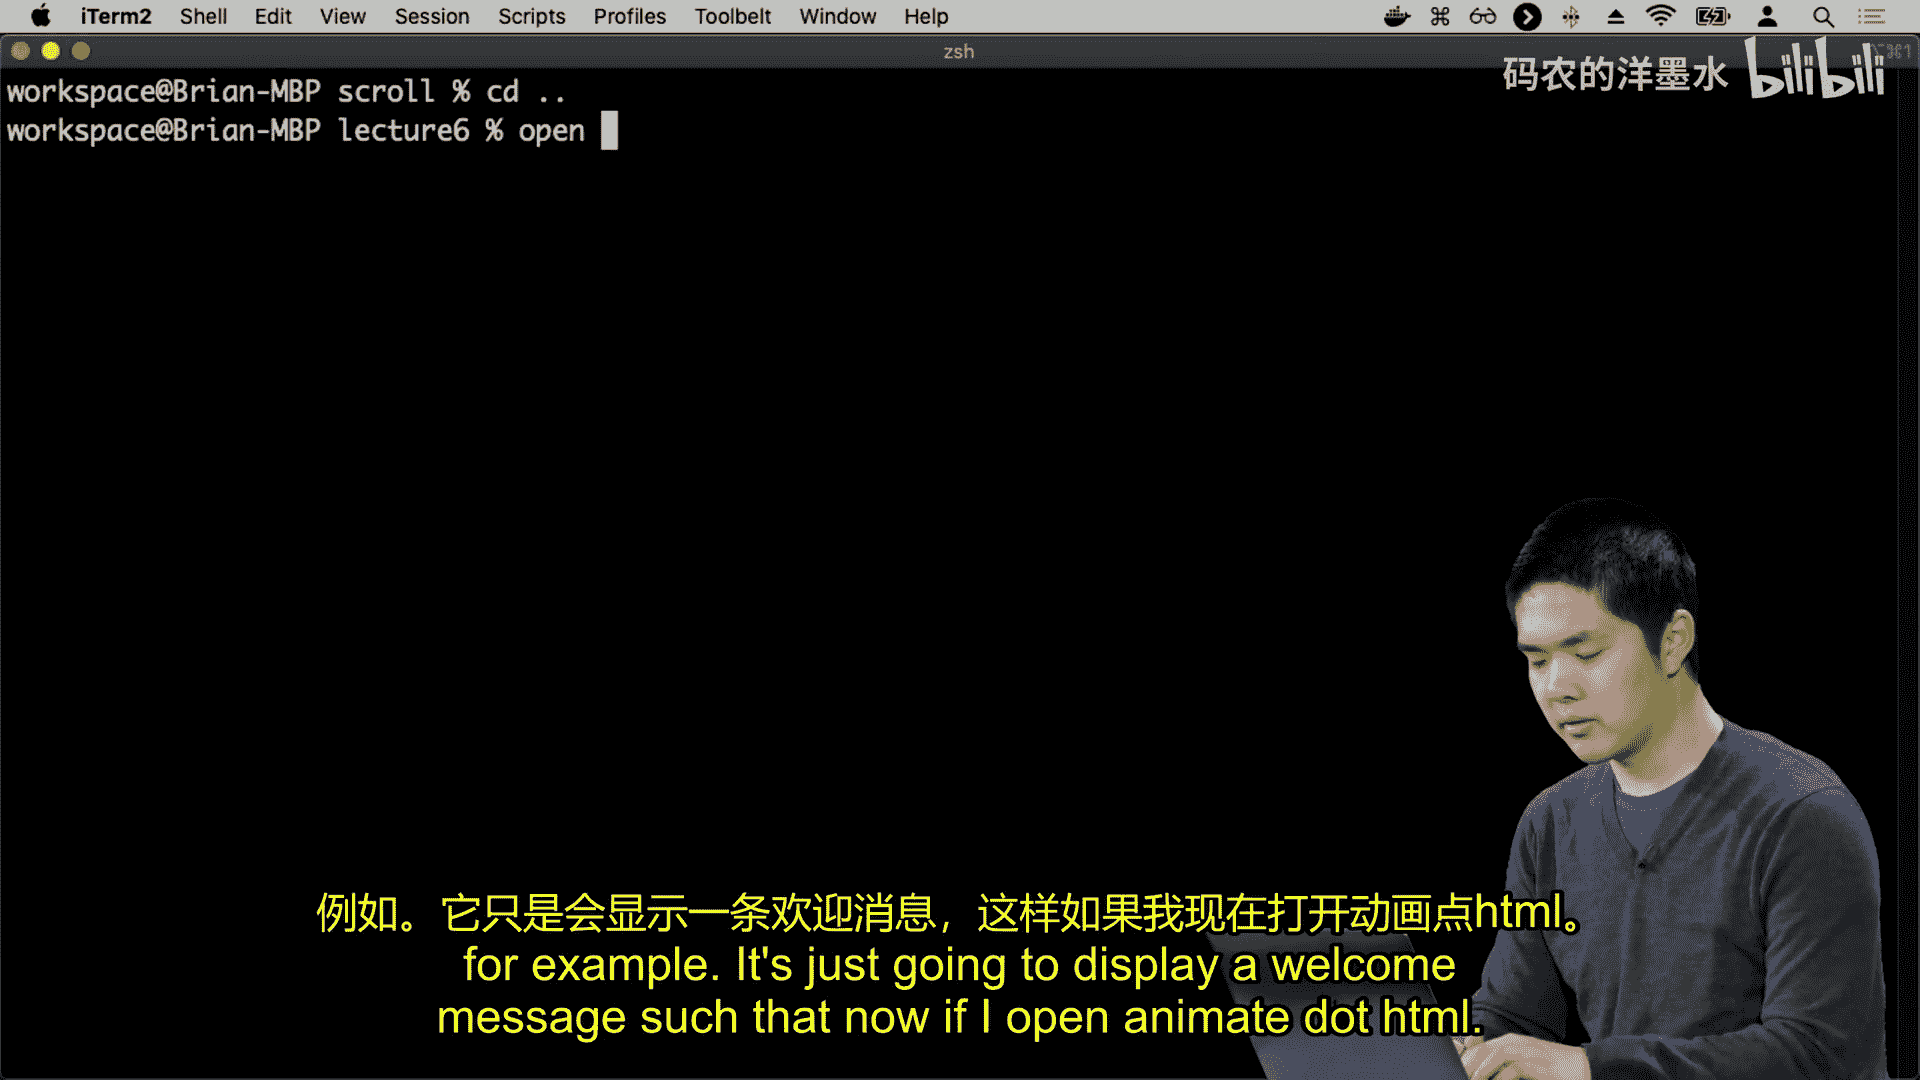 iTerm2 Shell Edit View Session Scripts Profiles Toolbelt Window Help
zsh
⌘1
码农的洋墨水 bilibili
workspace@Brian-MBP scroll % cd ..
workspace@Brian-MBP lecture6 % open
例如。它只是会显示一条欢迎消息，这样如果我现在打开动画点html。
for example. It's just going to display a welcome
message such that now if I open animate dot html.